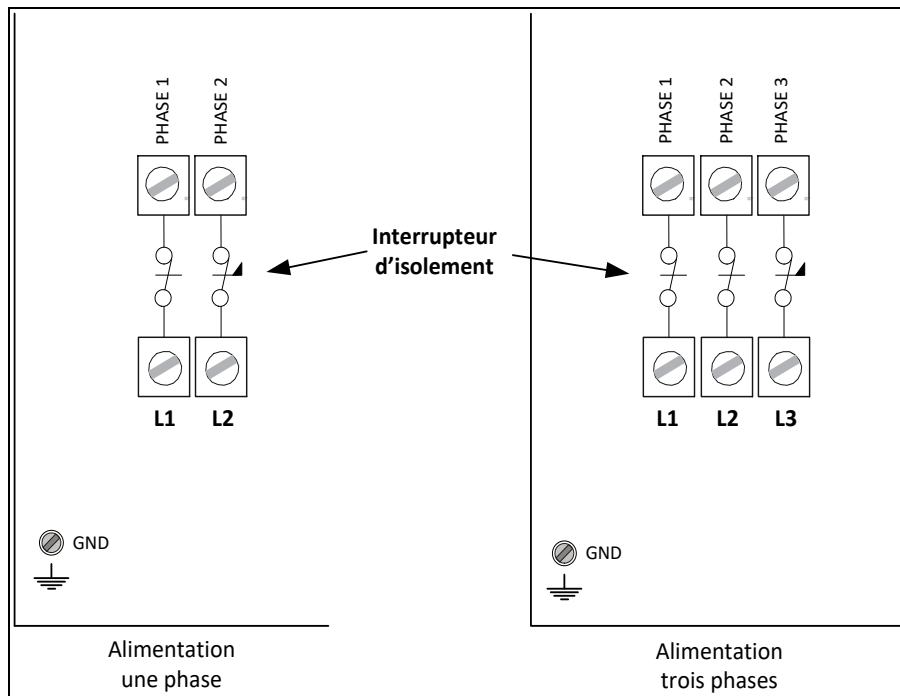 PHASE 1
PHASE 2
PHASE 1
PHASE 2
PHASE 3
Interrupteur
d'isolement
L1
L2
L1
L2
L3
GND
GND
Alimentation
une phase
Alimentation
trois phases